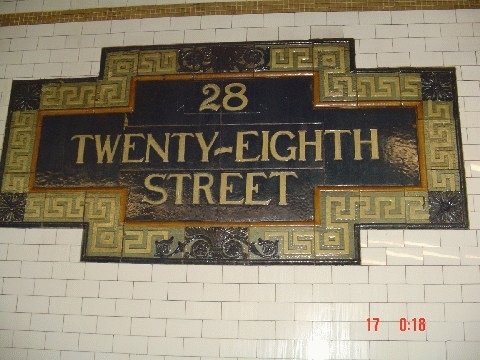 28
TWENTY-EIGHTH
STREET
17 0:18